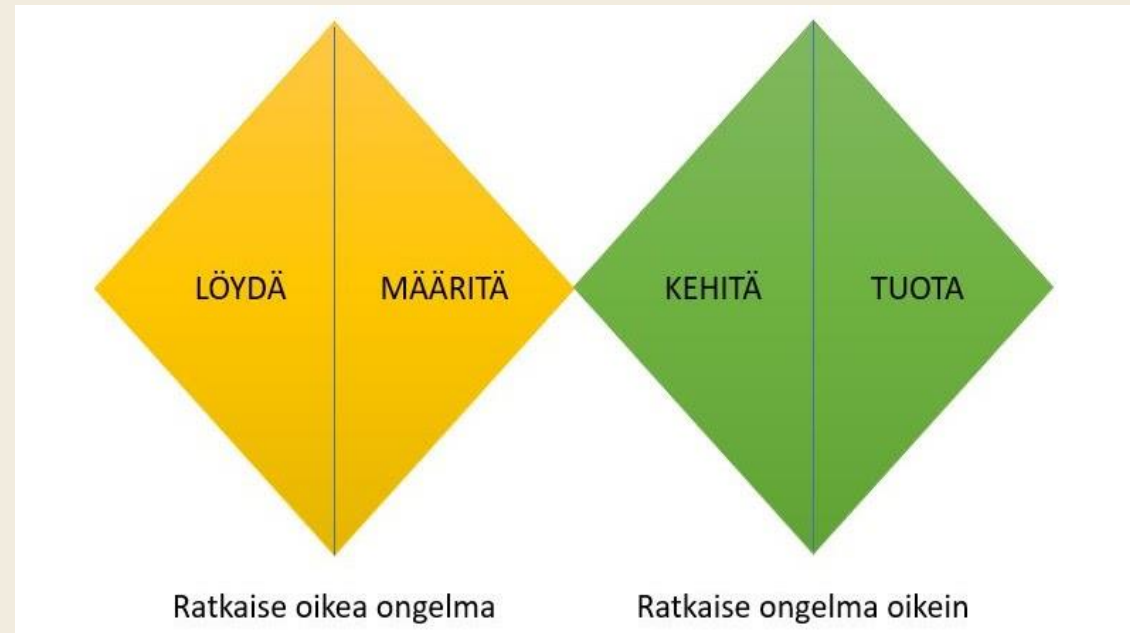 LÖYDÄ MÄÄRITÄ KEHITÄ TUOTA
Ratkaise oikea ongelma Ratkaise ongelma oikein